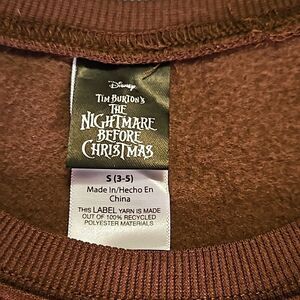 Disney
TIM BURTON'S
THE
NIGHTMARE
BEFORE
CHRISTMAS
S (3-5)
Made In/Hecho En
China
THIS LABEL YARN IS MADE
OUT OF 100% RECYCLED
POLYESTER MATERIALS